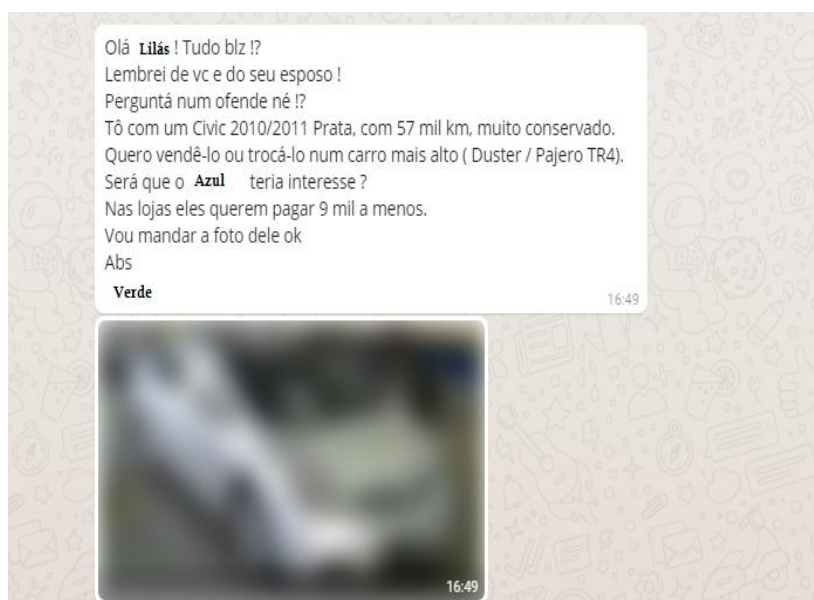 Olá Lilás ! Tudo blz !?
Lembrei de vc e do seu esposo !
Perguntá num ofende né !?
Tô com um Civic 2010/2011 Prata, com 57 mil km, muito conservado.
Quero vendê-lo ou trocá-lo num carro mais alto ( Duster / Pajero TR4).
Será que o Azul teria interesse ?
Nas lojas eles querem pagar 9 mil a menos.
Vou mandar a foto dele ok
Abs
Verde
16:49
16:49